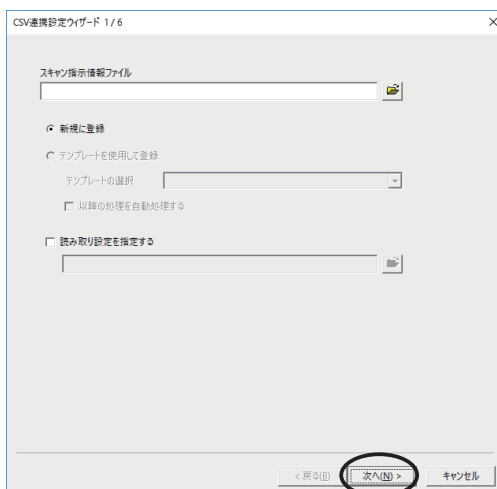 CSV連携設定ウィザード 1/6
スキャン指示情報ファイル
新規に登録
テンプレートを使用して登録
テンプレートの選択
以降の処理を自動処理する
読み取り設定を指定する
< 戻る(B) 次へ(N) > キャンセル